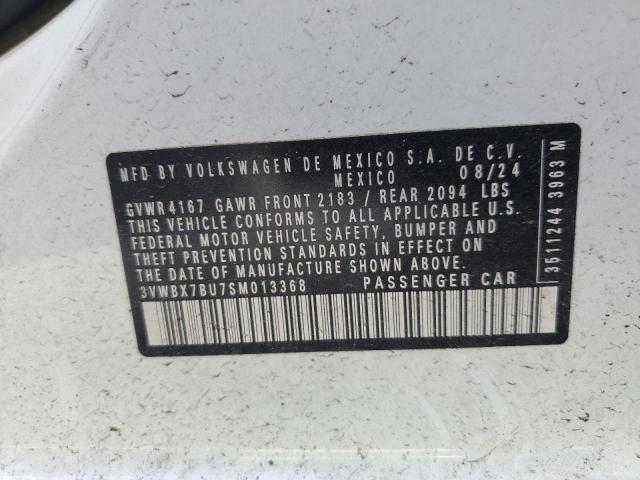 MFD BY VOLKSWAGEN DE MEXICO S.A. DE C.V.
MEXICO 08/24
GVWR4167 GAWR FRONT 2183 / REAR 2094 LBS
THIS VEHICLE CONFORMS TO ALL APPLICABLE U.S.
FEDERAL MOTOR VEHICLE SAFETY, BUMPER AND
THEFT PREVENTION STANDARDS IN EFFECT ON
THE DATE OF MANUFACTURE SHOWN ABOVE.
3VWBX7BU7SM013368 PASSENGER CAR
3511244 3963 M